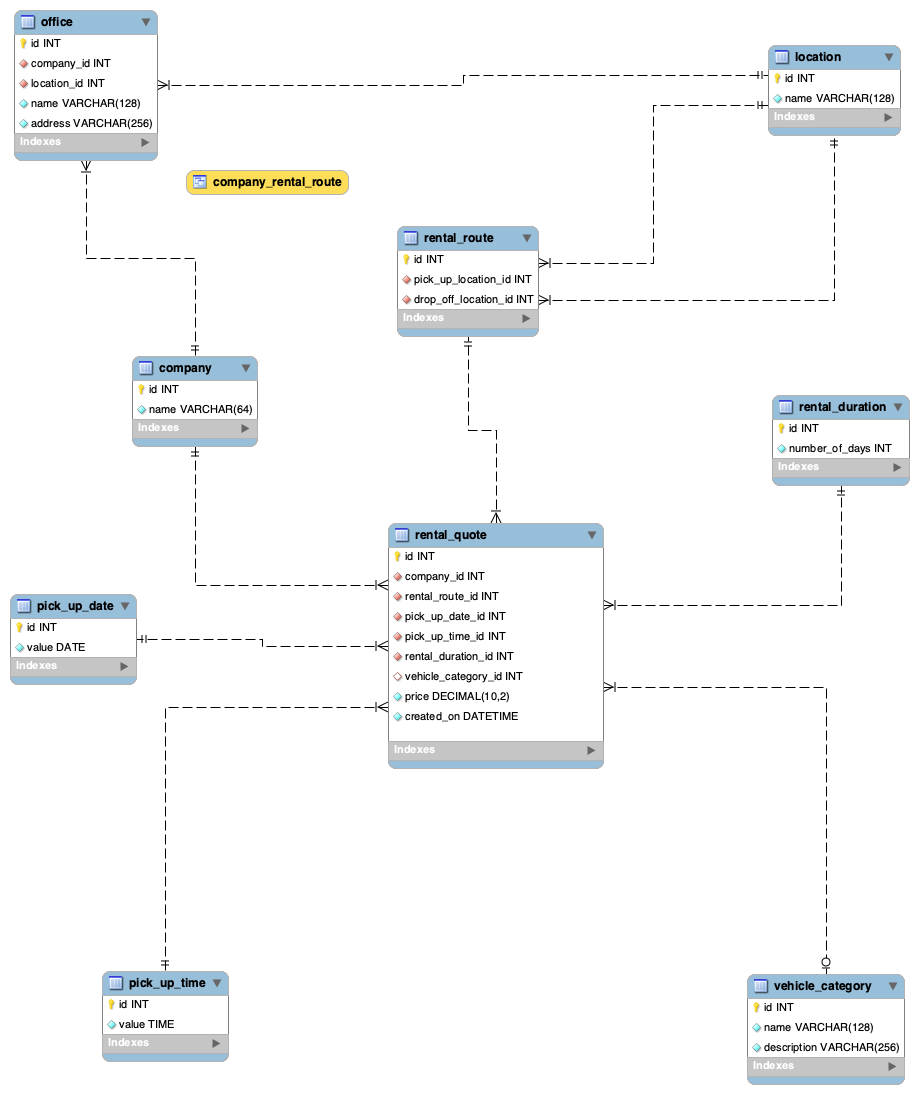 office
id INT
company_id INT
location_id INT
name VARCHAR(128)
address VARCHAR(256)
Indexes
location
id INT
name VARCHAR(128)
Indexes
company_rental_route
rental_route
id INT
pick_up_location_id INT
drop_off_location_id INT
Indexes
company
id INT
name VARCHAR(64)
Indexes
rental_duration
id INT
number_of_days INT
Indexes
rental_quote
id INT
company_id INT
rental_route_id INT
pick_up_date_id INT
pick_up_time_id INT
rental_duration_id INT
vehicle_category_id INT
price DECIMAL(10,2)
created_on DATETIME
Indexes
pick_up_date
id INT
value DATE
Indexes
pick_up_time
id INT
value TIME
Indexes
vehicle_category
id INT
name VARCHAR(128)
description VARCHAR(256)
Indexes